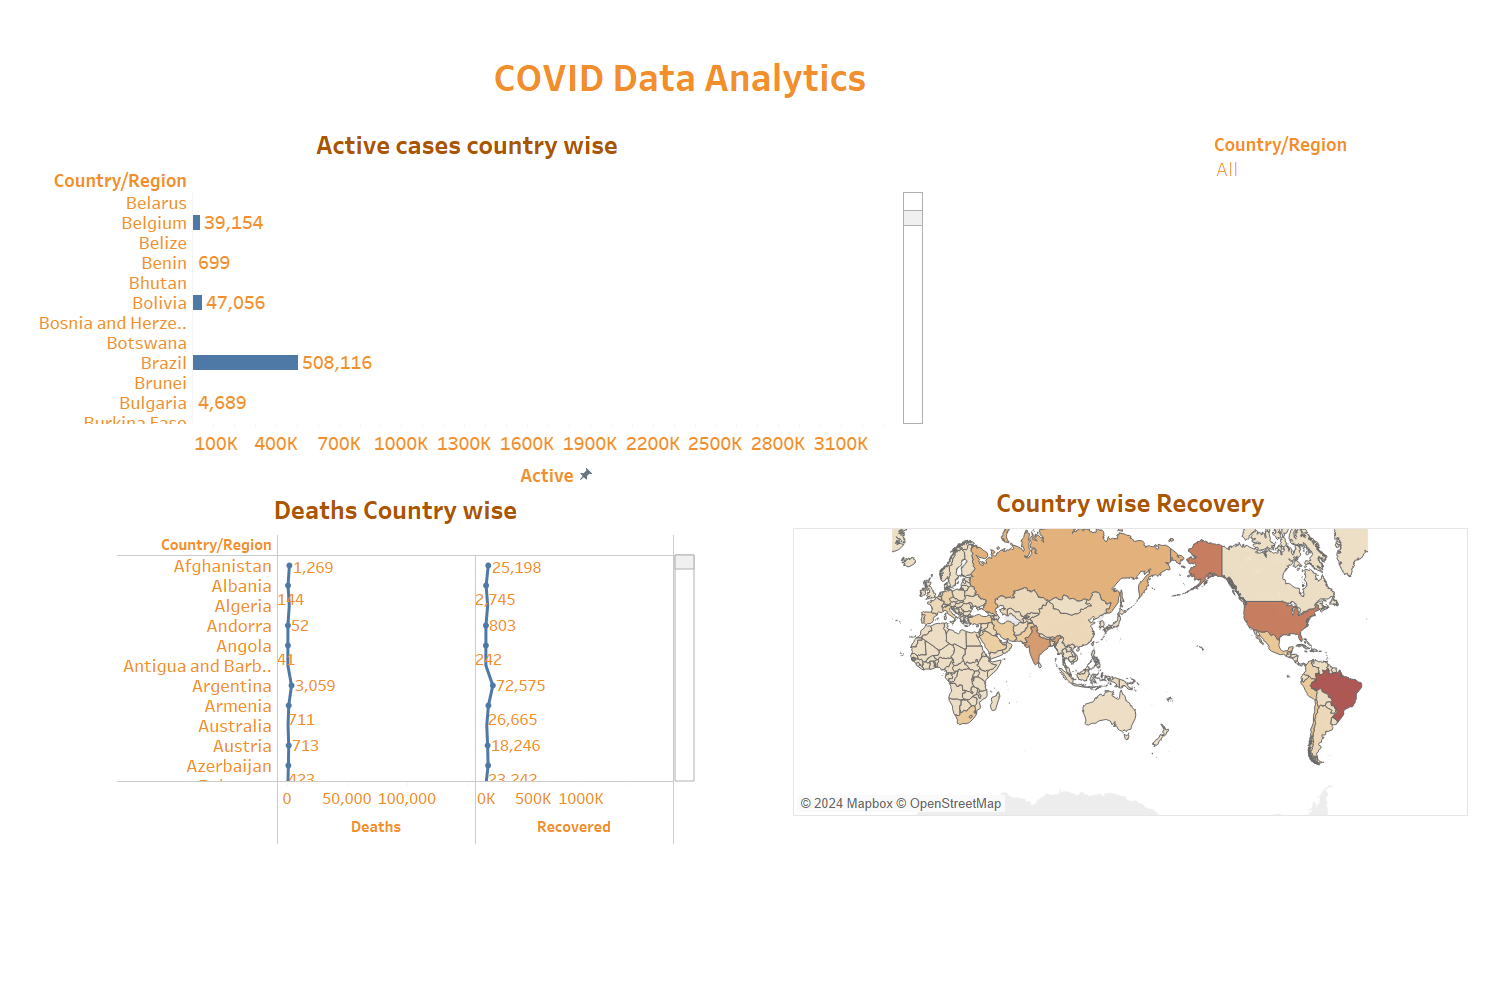 COVID Data Analytics
Active cases country wise
Country/Region
All
Country/Region
Belarus
Belgium 39,154
Belize
Benin 699
Bhutan
Bolivia 47,056
Bosnia and Herze..
Botswana
Brazil 508,116
Brunei
Bulgaria 4,689
Burkina Faso
100K 400K 700K 1000K 1300K 1600K 1900K 2200K 2500K 2800K 3100K
Active
Deaths Country wise
Country/Region
Afghanistan 1,269 25,198
Albania
144 2,745
Algeria
Andorra 52 803
Angola
41 242
Antigua and Barb..
Argentina 3,059 72,575
Armenia
711 26,665
Australia
Austria 713 18,246
Azerbaijan
423 23,242
0 50,000 100,000 0K 500K 1000K
Deaths Recovered
Country wise Recovery
© 2024 Mapbox © OpenStreetMap